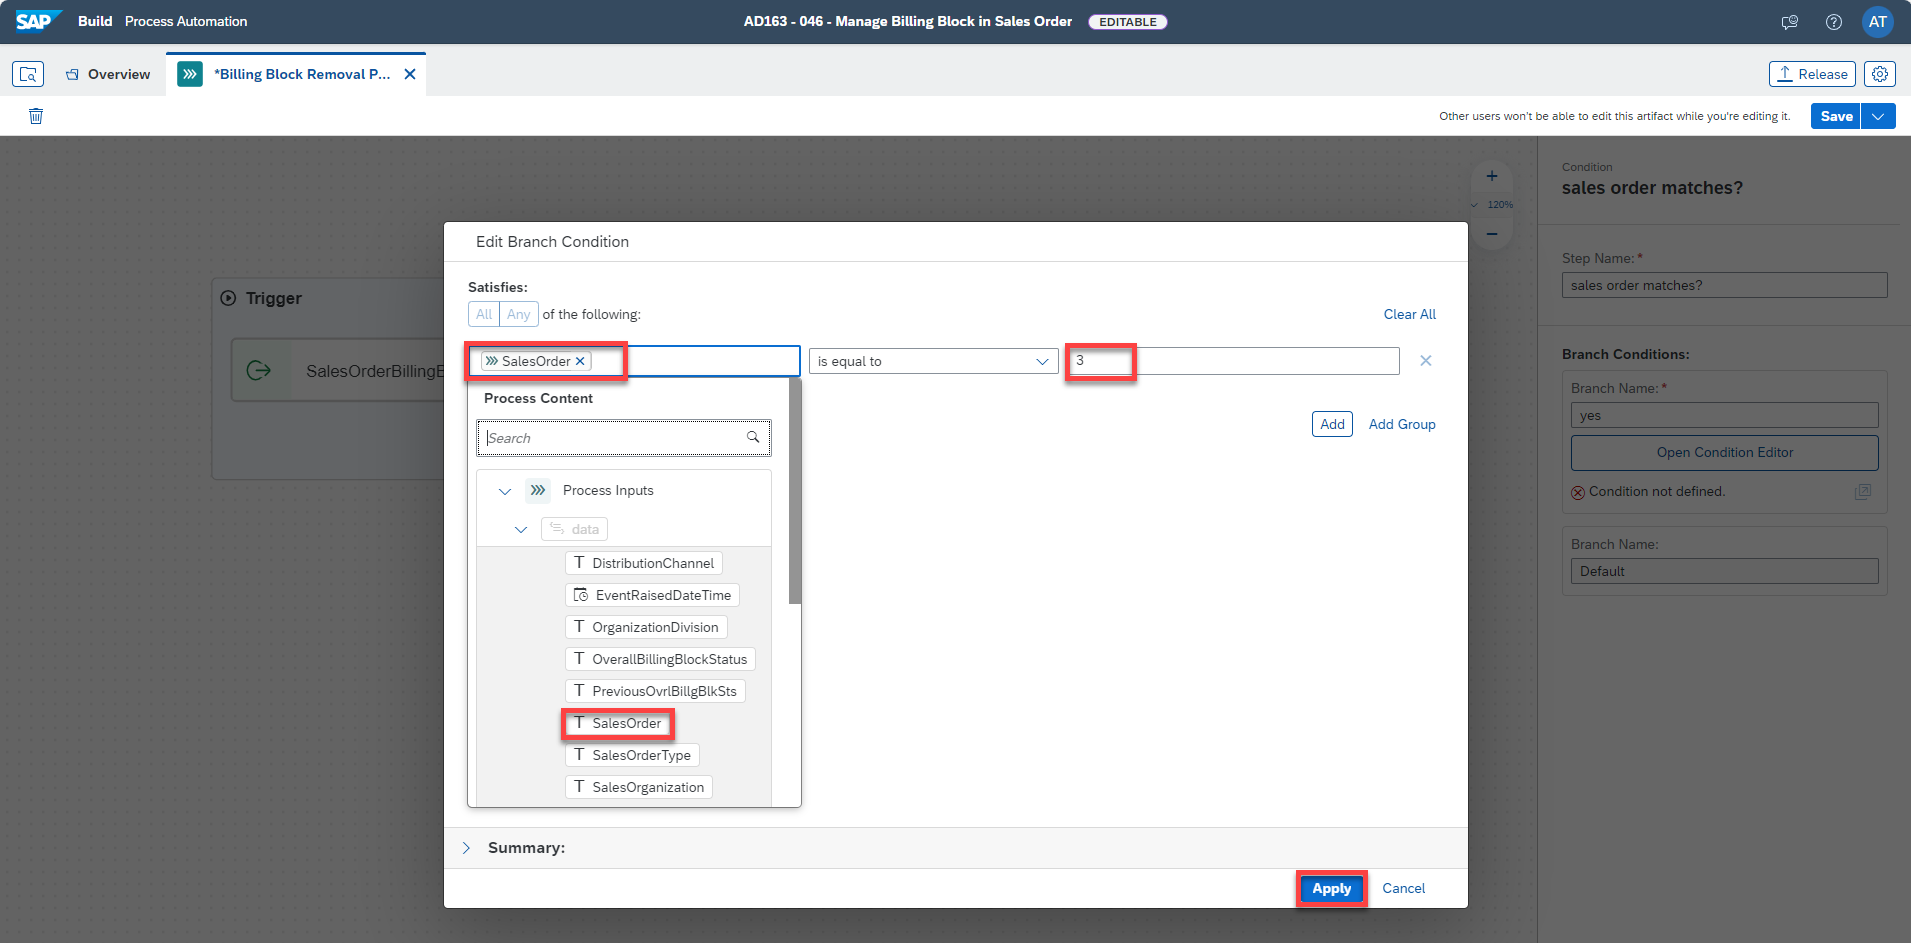 SAP Build Process Automation
AD163 - 046 - Manage Billing Block in Sales Order EDITABLE
AT
Overview
*Billing Block Removal P...
Release
Other users won't be able to edit this artifact while you're editing it.
Save
Trigger
SalesOrderBilling
120%
Edit Branch Condition
Satisfies:
All Any of the following:
Clear All
SalesOrder
is equal to
3
Process Content
Search
Process Inputs
data
DistributionChannel
EventRaisedDateTime
OrganizationDivision
OverallBillingBlockStatus
PreviousOvrlBillgBlkSts
SalesOrder
SalesOrderType
SalesOrganization
Add Add Group
Summary:
Apply Cancel
Condition
sales order matches?
Step Name: *
sales order matches?
Branch Conditions:
Branch Name: *
yes
Open Condition Editor
Condition not defined.
Branch Name:
Default